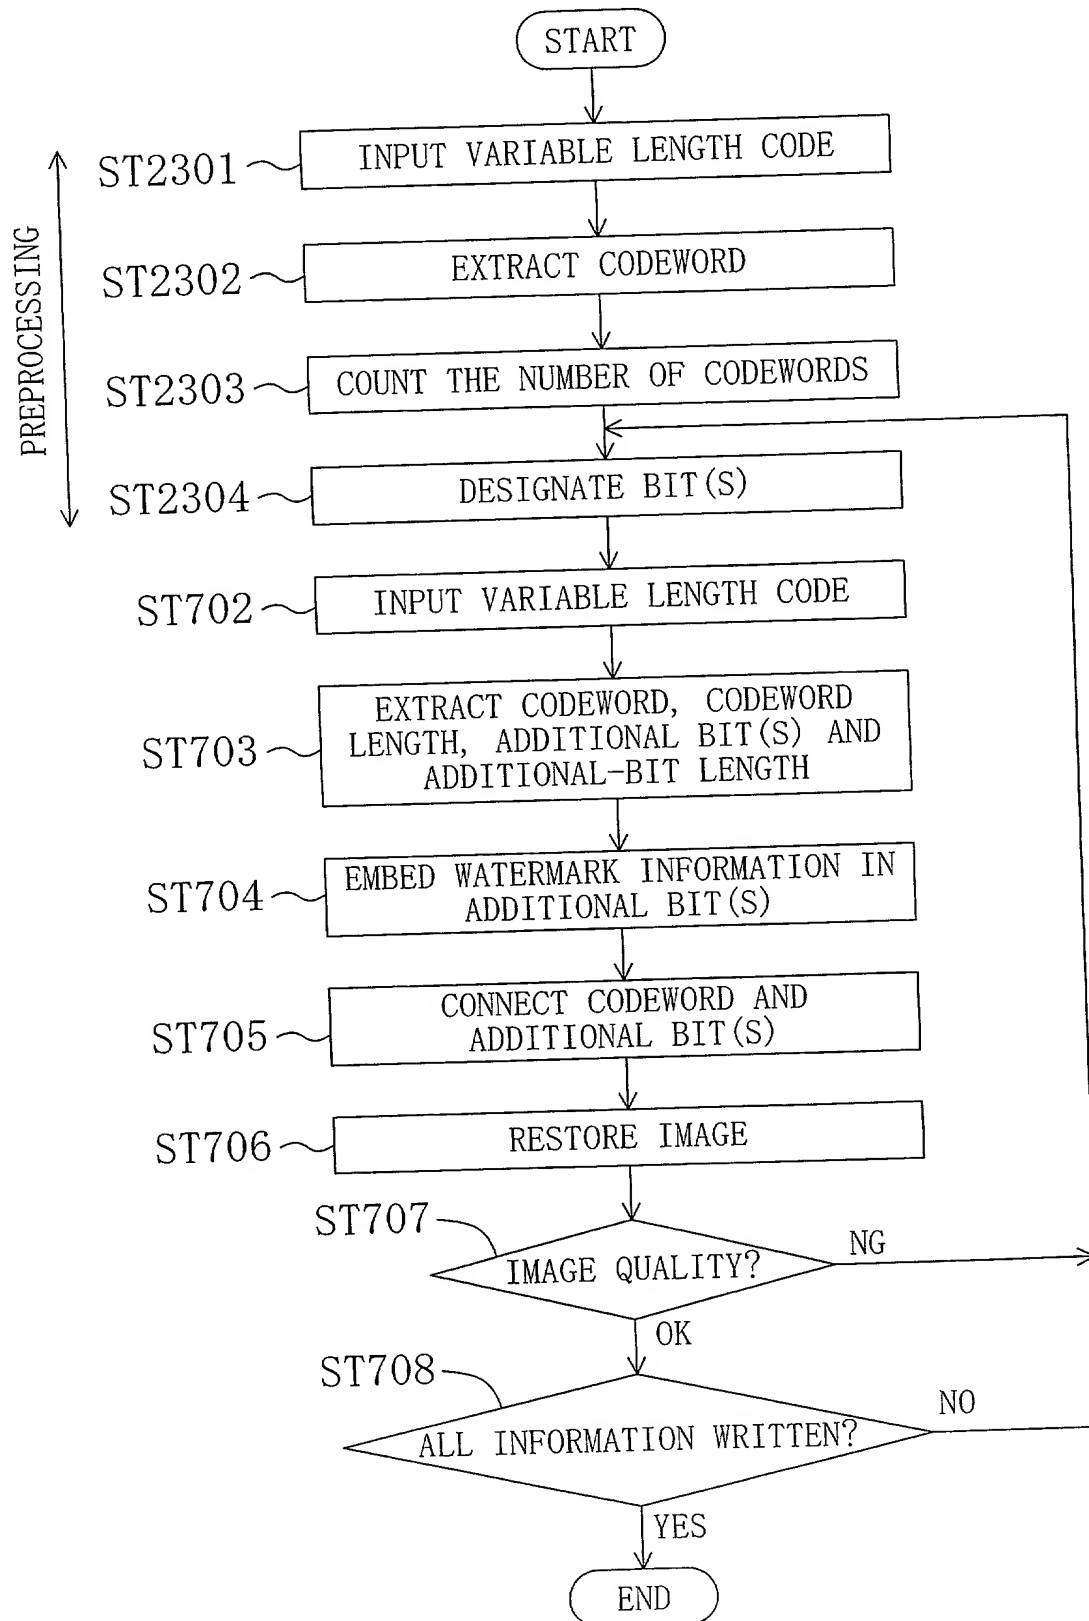 START
PREPROCESSING
ST2301
INPUT VARIABLE LENGTH CODE
ST2302
EXTRACT CODEWORD
ST2303
COUNT THE NUMBER OF CODEWORDS
ST2304
DESIGNATE BIT(S)
ST702
INPUT VARIABLE LENGTH CODE
ST703
EXTRACT CODEWORD, CODEWORD
LENGTH, ADDITIONAL BIT(S) AND
ADDITIONAL-BIT LENGTH
ST704
EMBED WATERMARK INFORMATION IN
ADDITIONAL BIT(S)
ST705
CONNECT CODEWORD AND
ADDITIONAL BIT(S)
ST706
RESTORE IMAGE
ST707
IMAGE QUALITY?
NG
OK
ST708
ALL INFORMATION WRITTEN?
NO
YES
END